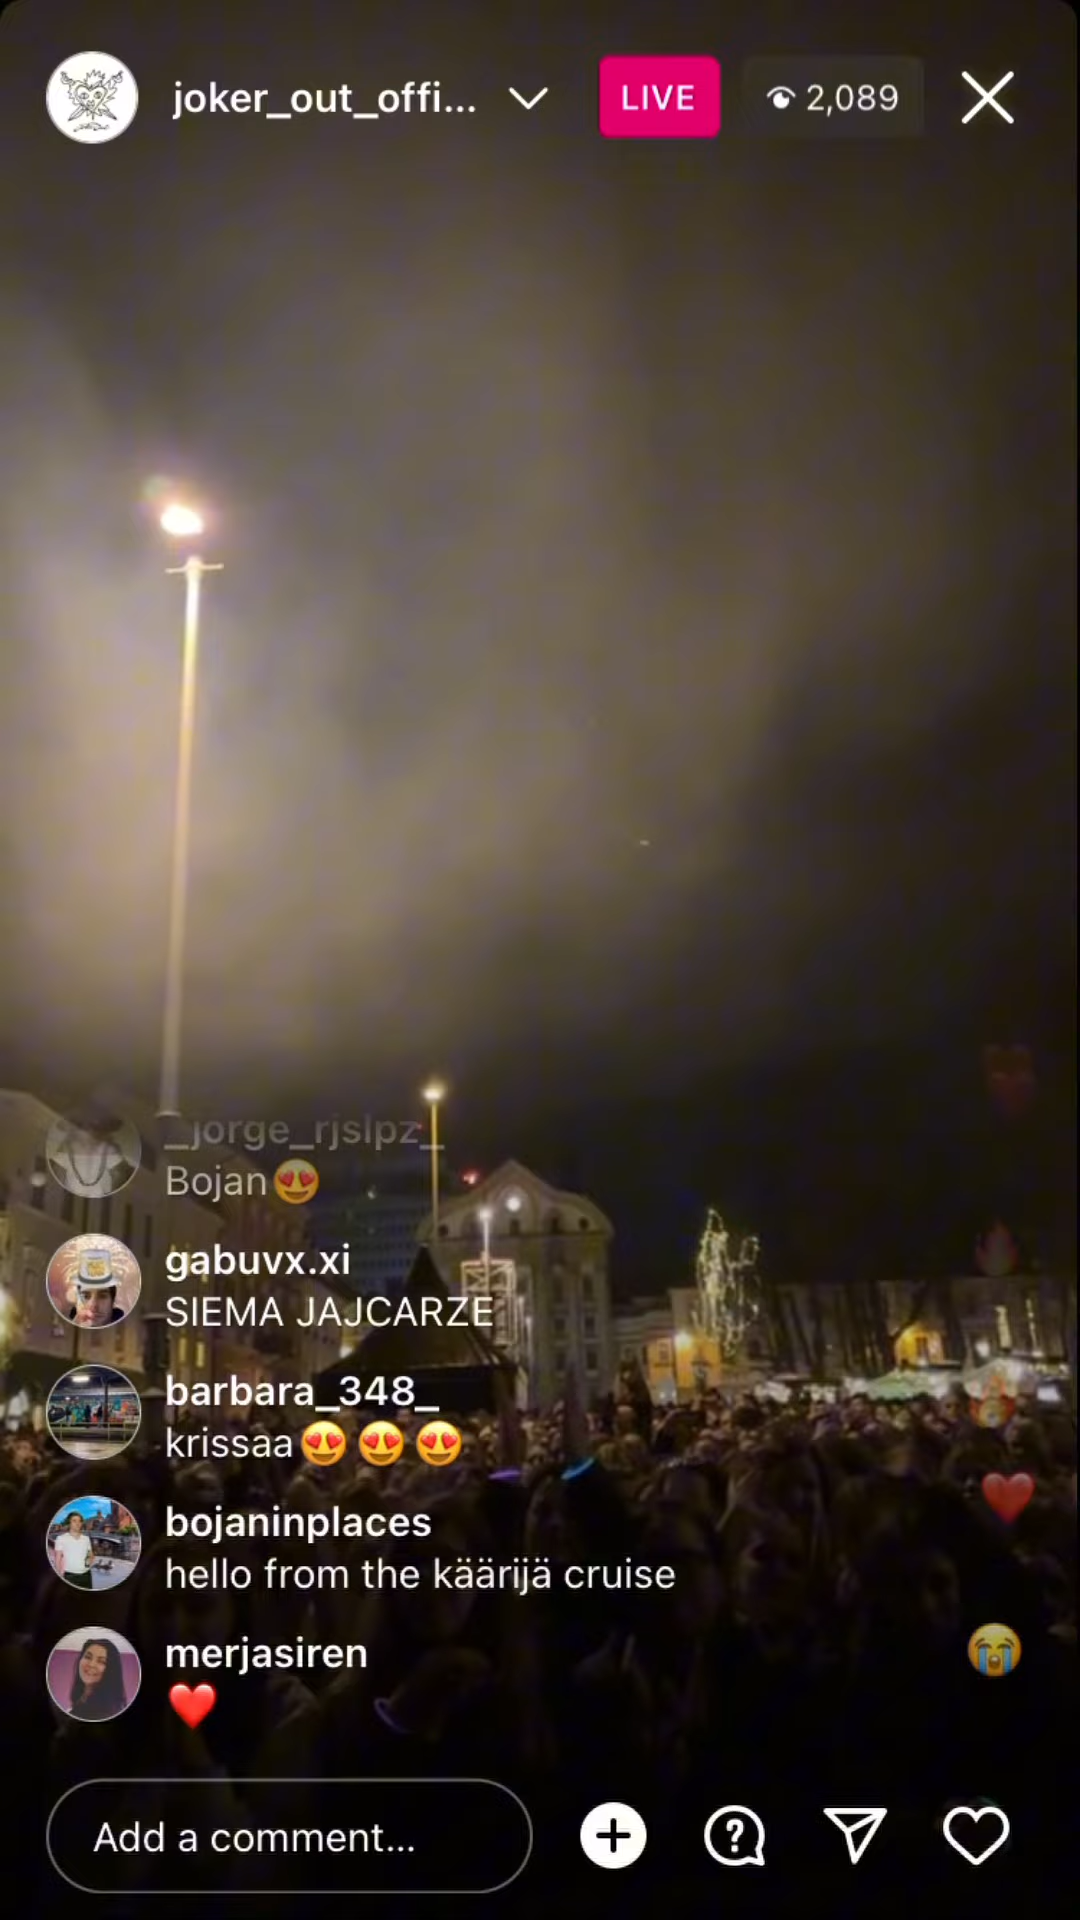 joker_out_offi...
LIVE
2,089
_jorge_rjslpz_
Bojan😍
gabuvx.xi
SIEMA JAJCARZE
barbara_348_
krissaa😍😍😍
bojaninplaces
hello from the käärijä cruise
merjasiren
❤️
Add a comment...